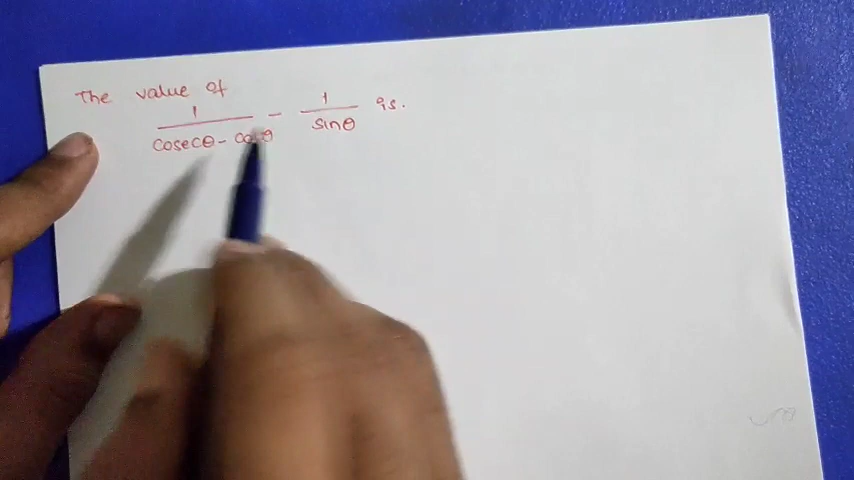 The value of
1/cosecθ - cotθ - 1/sinθ is.